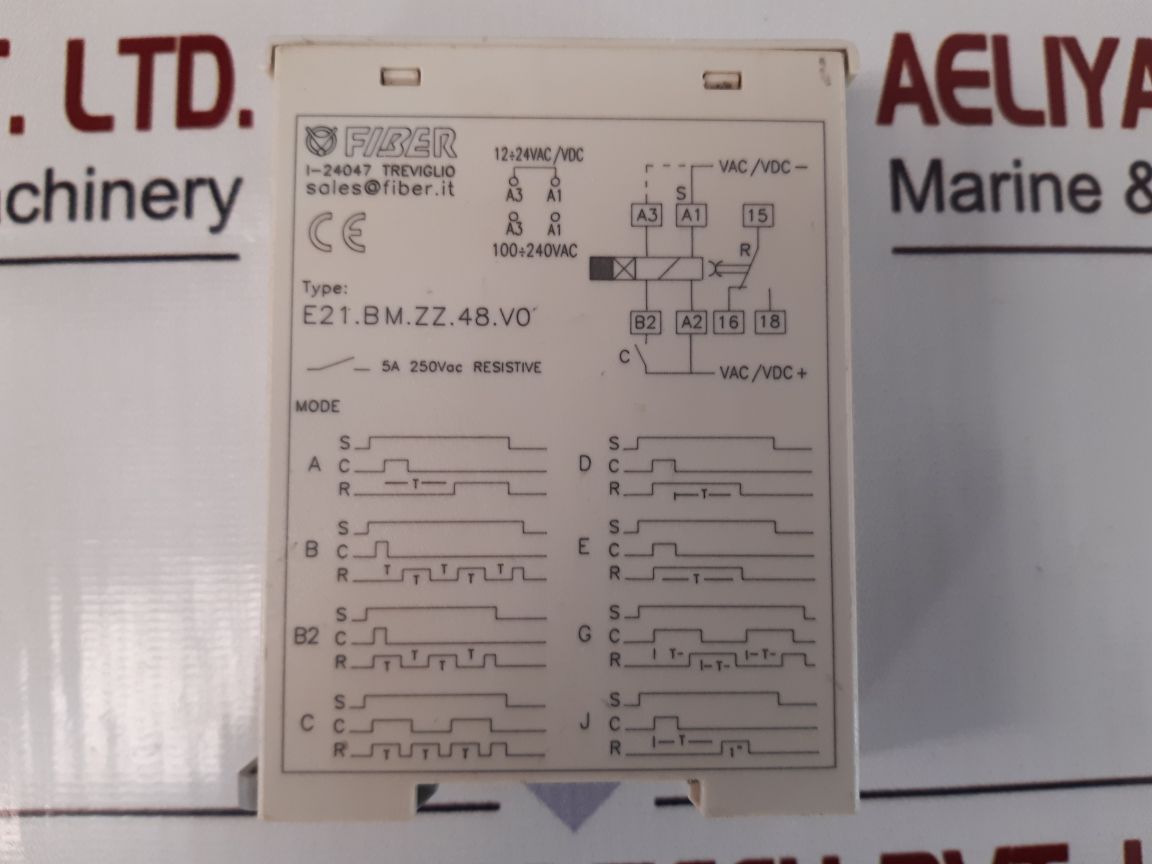 T. LTD.
AELIYA
achinery
Marine &
FIBER
I-24047 TREVIGLIO
sales@fiber.it
CE
12÷24VAC/VDC
A3 A1
A3 A1
100÷240VAC
VAC/VDC -
S
A3 A1 15
R
B2 A2 16 18
C
VAC/VDC +
Type:
E21.BM.ZZ.48.V0
5A 250Vac RESISTIVE
MODE
A S C R T
B S C R T T T T T
B2 S C R T T T T
C S C R T T T
D S C R T
E S C R T
G S C R T T T
J S C R T 1"